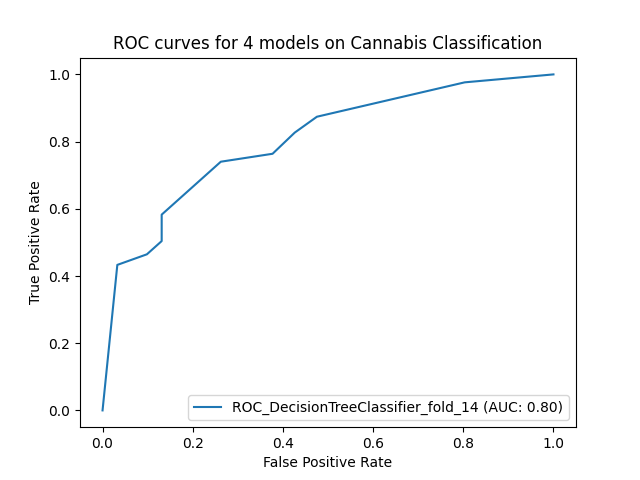 ROC curves for 4 models on Cannabis Classification
1.0
0.8
0.6
0.4
0.2
0.0
True Positive Rate
ROC_DecisionTreeClassifier_fold_14 (AUC: 0.80)
0.0 0.2 0.4 0.6 0.8 1.0
False Positive Rate